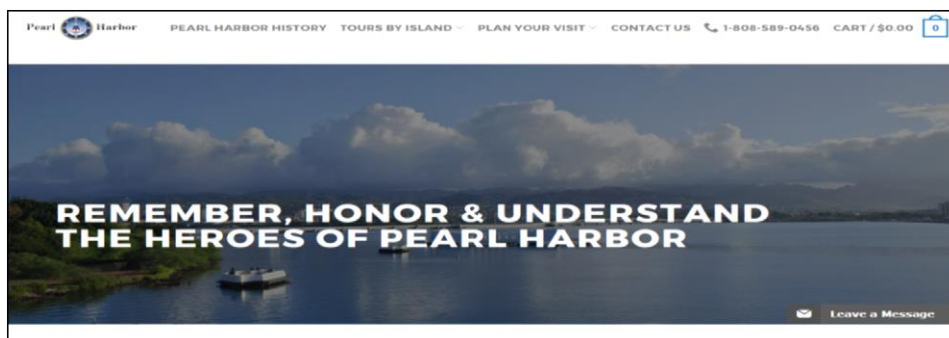 Pearl Harbor PEARL HARBOR HISTORY TOURS BY ISLAND PLAN YOUR VISIT CONTACT US 1-808-589-0456 CART / $0.00 0
REMEMBER, HONOR & UNDERSTAND
THE HEROES OF PEARL HARBOR
Leave a Message